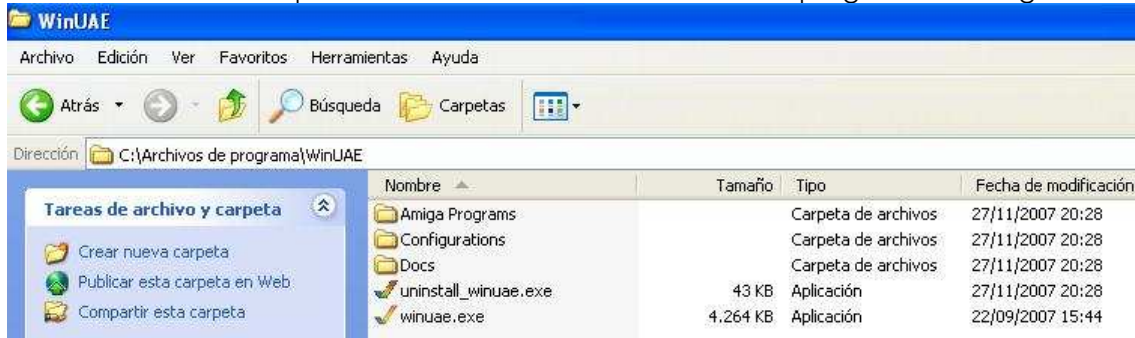 WinUAE
Archivo Edición Ver Favoritos Herramientas Ayuda
Atrás Búsqueda Carpetas
Dirección C:\Archivos de programa\WinUAE
Nombre Tamaño Tipo Fecha de modificación
Tareas de archivo y carpeta
Crear nueva carpeta
Publicar esta carpeta en Web
Compartir esta carpeta
Amiga Programs Carpeta de archivos 27/11/2007 20:28
Configurations Carpeta de archivos 27/11/2007 20:28
Docs Carpeta de archivos 27/11/2007 20:28
uninstall_winuae.exe 43 KB Aplicación 27/11/2007 20:28
winuae.exe 4.264 KB Aplicación 22/09/2007 15:44